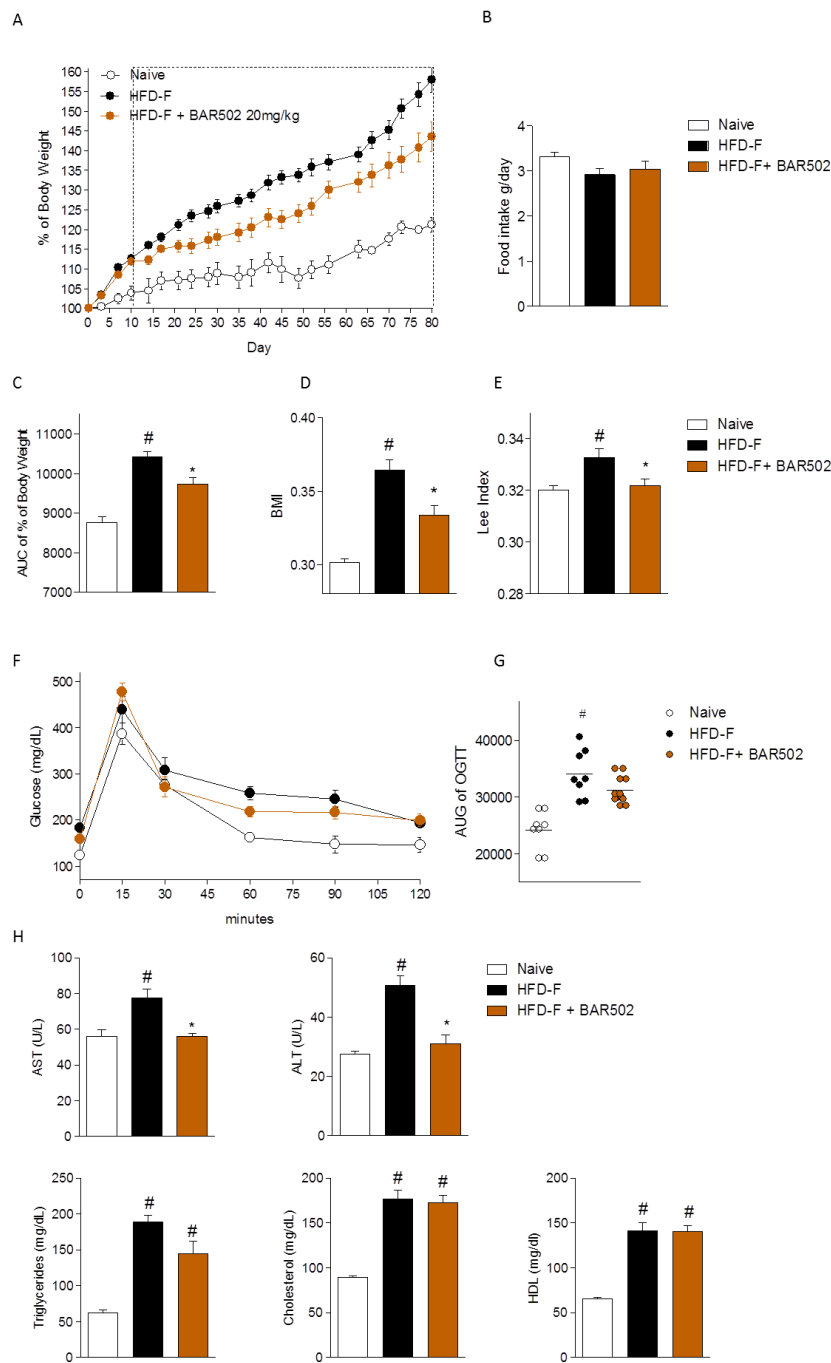 A
Naive
HFD-F
HFD-F + BAR502 20mg/kg
160
155
150
145
140
135
130
125
120
115
110
105
100
% of Body Weight
0 5 10 15 20 25 30 35 40 45 50 55 60 65 70 75 80
Day
B
4
3
2
1
0
Food intake g/day
Naive
HFD-F
HFD-F+ BAR502
C
11000
10000
9000
8000
7000
AUC of % of Body Weight
#
*
D
0.40
0.35
0.30
BMI
#
*
E
0.34
0.32
0.30
0.28
Lee Index
#
*
Naive
HFD-F
HFD-F+ BAR502
F
500
400
300
200
100
Glucose (mg/dL)
0 15 30 45 60 75 90 105 120
minutes
G
40000
30000
20000
AUG of OGTT
#
Naive
HFD-F
HFD-F+ BAR502
H
100
80
60
40
20
0
AST (U/L)
#
*
60
40
20
0
ALT (U/L)
#
*
Naive
HFD-F
HFD-F + BAR502
250
200
150
100
50
0
Triglycerides (mg/dL)
# #
200
150
100
50
0
Cholesterol (mg/dL)
# #
200
150
100
50
0
HDL (mg/dl)
# #